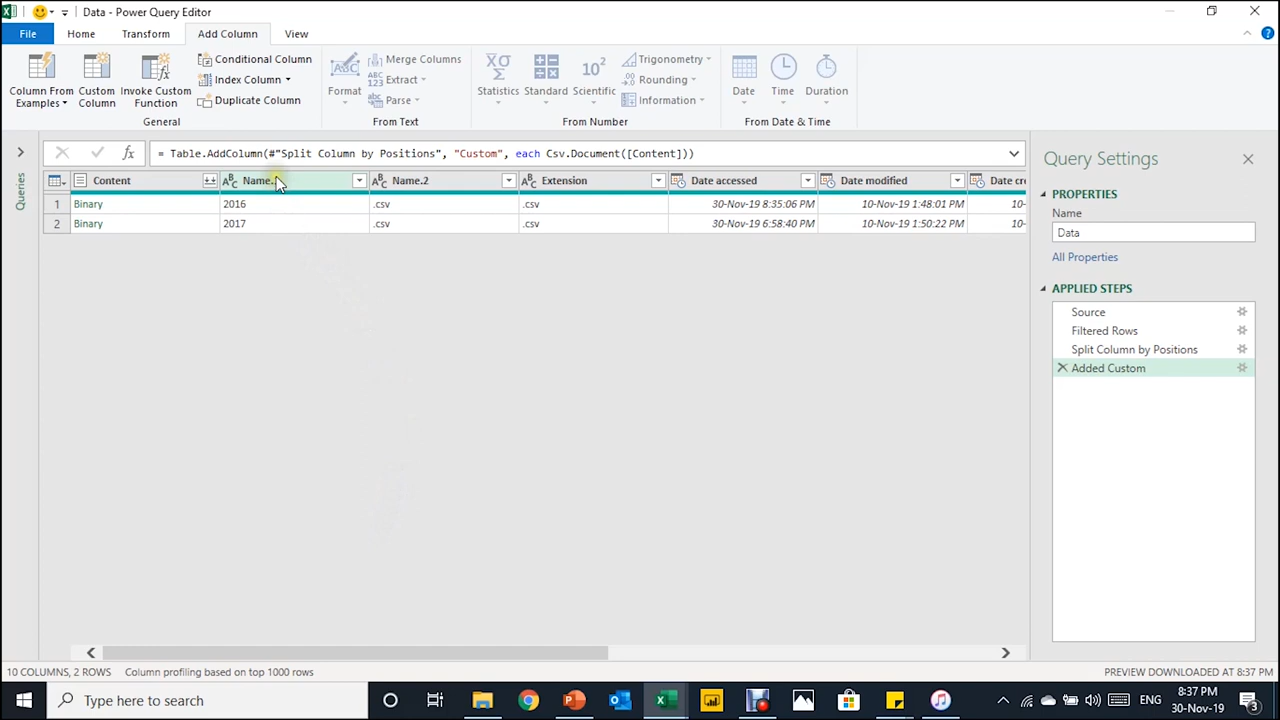 Data - Power Query Editor
File Home Transform Add Column View
Column From Examples
Custom Column
Invoke Custom Function
Conditional Column
Index Column
Duplicate Column
General
Format
Merge Columns
Extract
Parse
From Text
Statistics
Standard
Scientific
Trigonometry
Rounding
Information
From Number
Date
Time
Duration
From Date & Time
= Table.AddColumn(#"Split Column by Positions", "Custom", each Csv.Document([Content]))
Queries
Content Name. Name.2 Extension Date accessed Date modified Date cre
1 Binary 2016 .csv .csv 30-Nov-19 8:35:06 PM 10-Nov-19 1:48:01 PM 10-
2 Binary 2017 .csv .csv 30-Nov-19 6:58:40 PM 10-Nov-19 1:50:22 PM 10-
Query Settings
PROPERTIES
Name
Data
All Properties
APPLIED STEPS
Source
Filtered Rows
Split Column by Positions
Added Custom
10 COLUMNS, 2 ROWS Column profiling based on top 1000 rows
PREVIEW DOWNLOADED AT 8:37 PM
Type here to search
ENG
8:37 PM
30-Nov-19
3